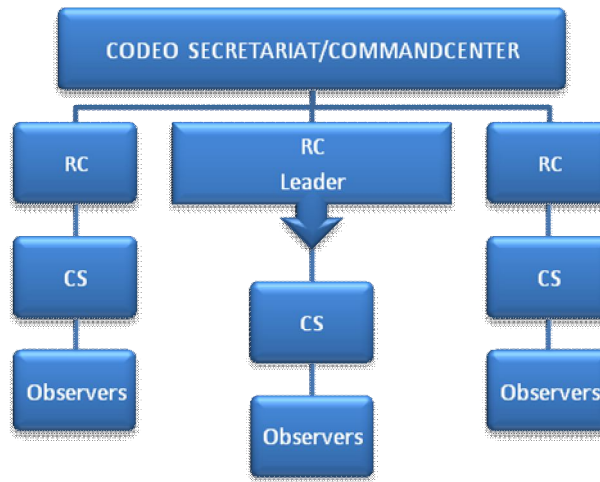 CODEO SECRETARIAT/COMMANDCENTER
RC
RC
Leader
RC
CS
CS
CS
Observers
Observers
Observers